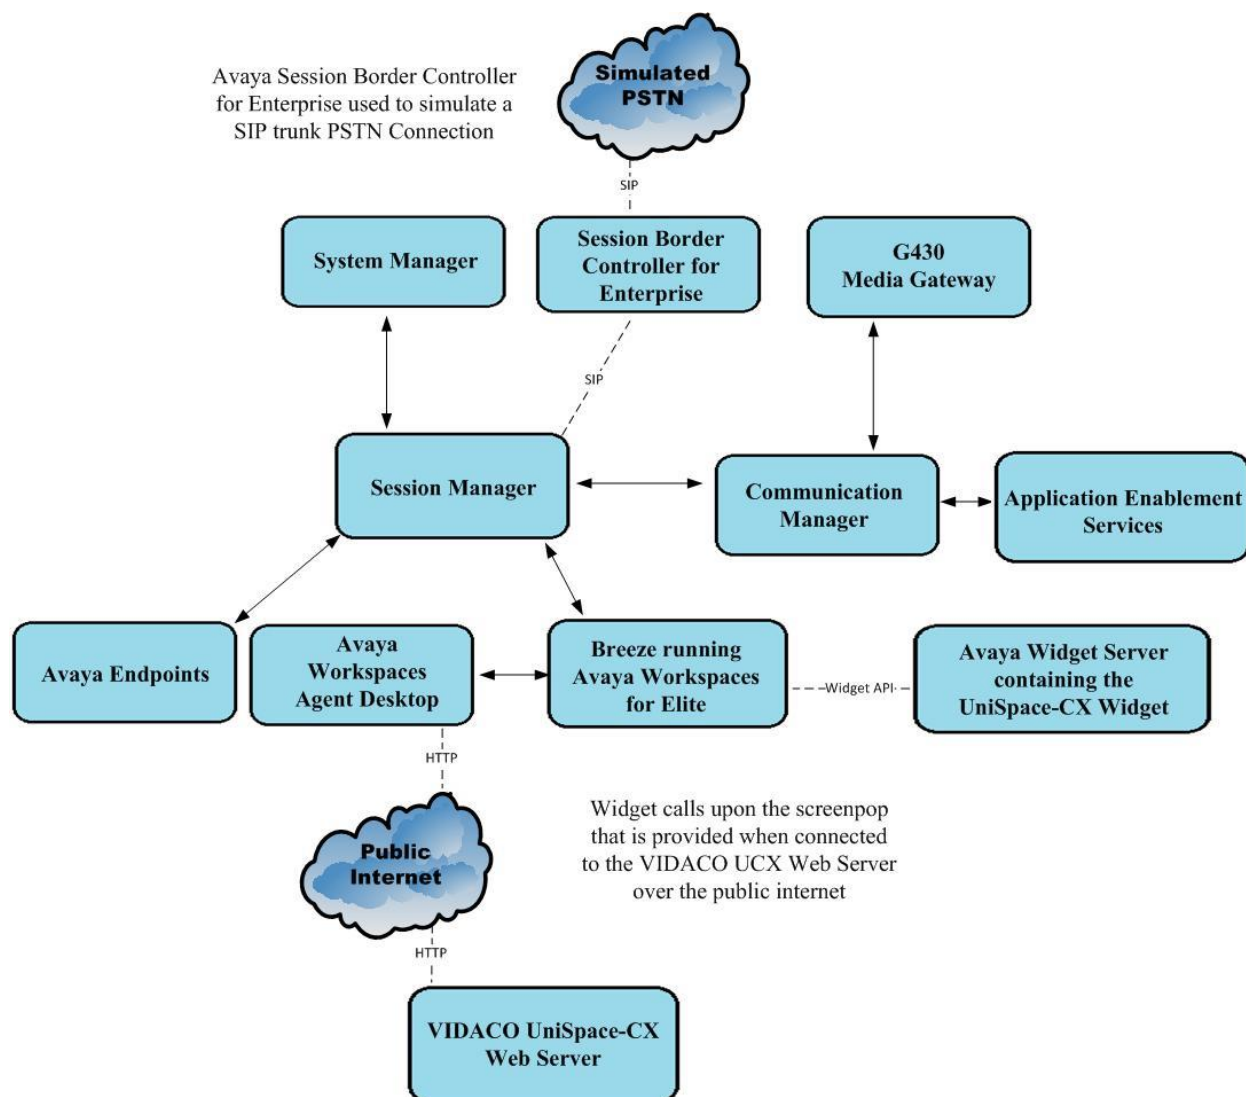 Avaya Session Border Controller
for Enterprise used to simulate a
SIP trunk PSTN Connection
Simulated
PSTN
SIP
System Manager
Session Border
Controller for
Enterprise
G430
Media Gateway
SIP
Session Manager
Communication
Manager
Application Enablement
Services
Avaya Endpoints
Avaya
Workspaces
Agent Desktop
Breeze running
Avaya Workspaces
for Elite
Widget API
Avaya Widget Server
containing the
UniSpace-CX Widget
HTTP
Public
Internet
Widget calls upon the screenpop
that is provided when connected
to the VIDACO UCX Web Server
over the public internet
HTTP
VIDACO UniSpace-CX
Web Server